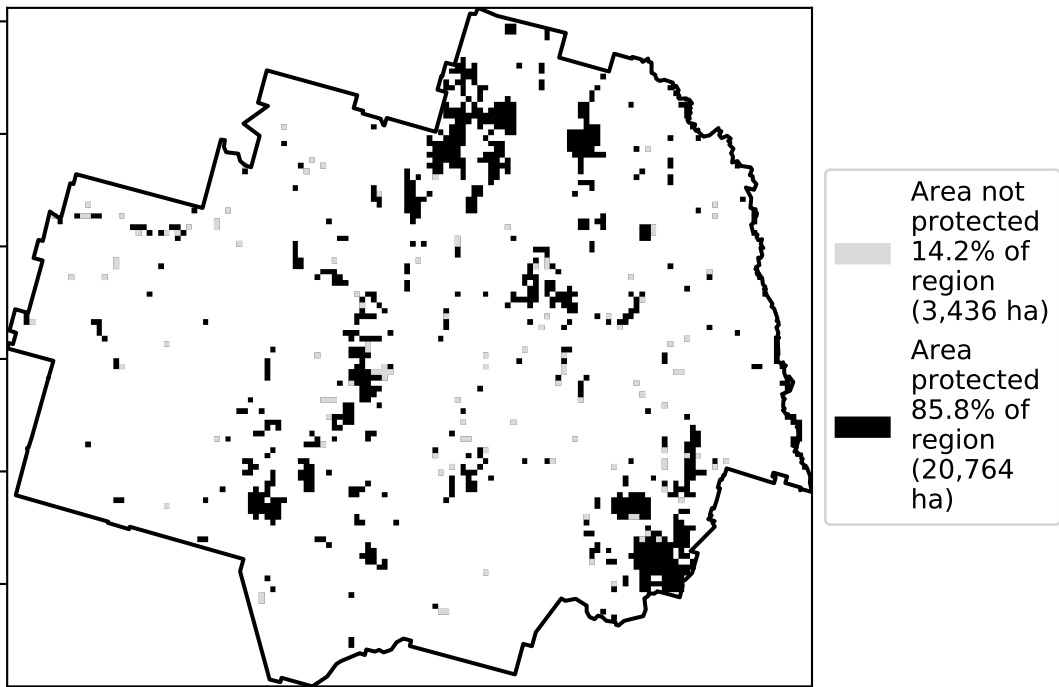 Area not
protected
14.2% of
region
(3,436 ha)
Area
protected
85.8% of
region
(20,764
ha)